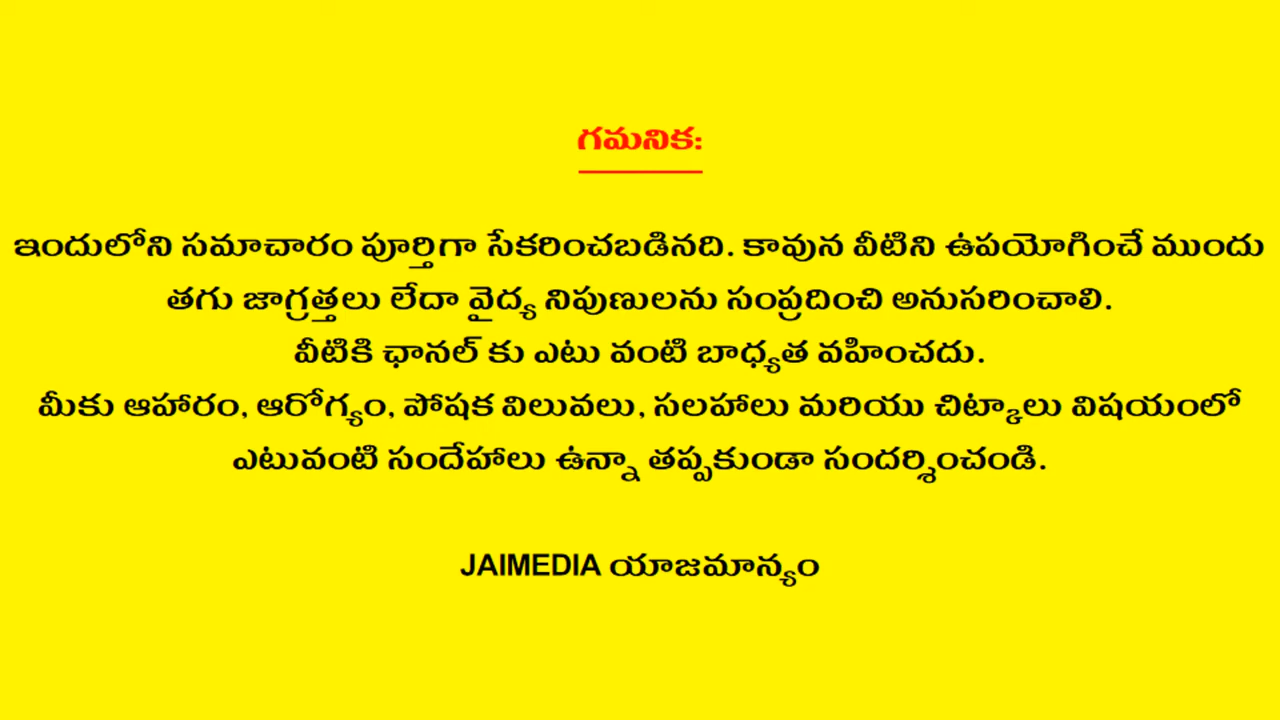 గమనిక:
ఇందులోని సమాచారం పూర్తిగా సేకరించబడినది. కావున వీటిని ఉపయోగించే ముందు
తగు జాగ్రత్తలు లేదా వైద్య నిపుణులను సంప్రదించి అనుసరించాలి.
వీటికి ఛానల్ కు ఎటు వంటి బాధ్యత వహించదు.
మీకు ఆహారం, ఆరోగ్యం, పోషక విలువలు, సలహాలు మరియు చిట్కాలు విషయంలో
ఎటువంటి సందేహాలు ఉన్నా తప్పకుండా సందర్శించండి.
JAIMEDIA యాజమాన్యం